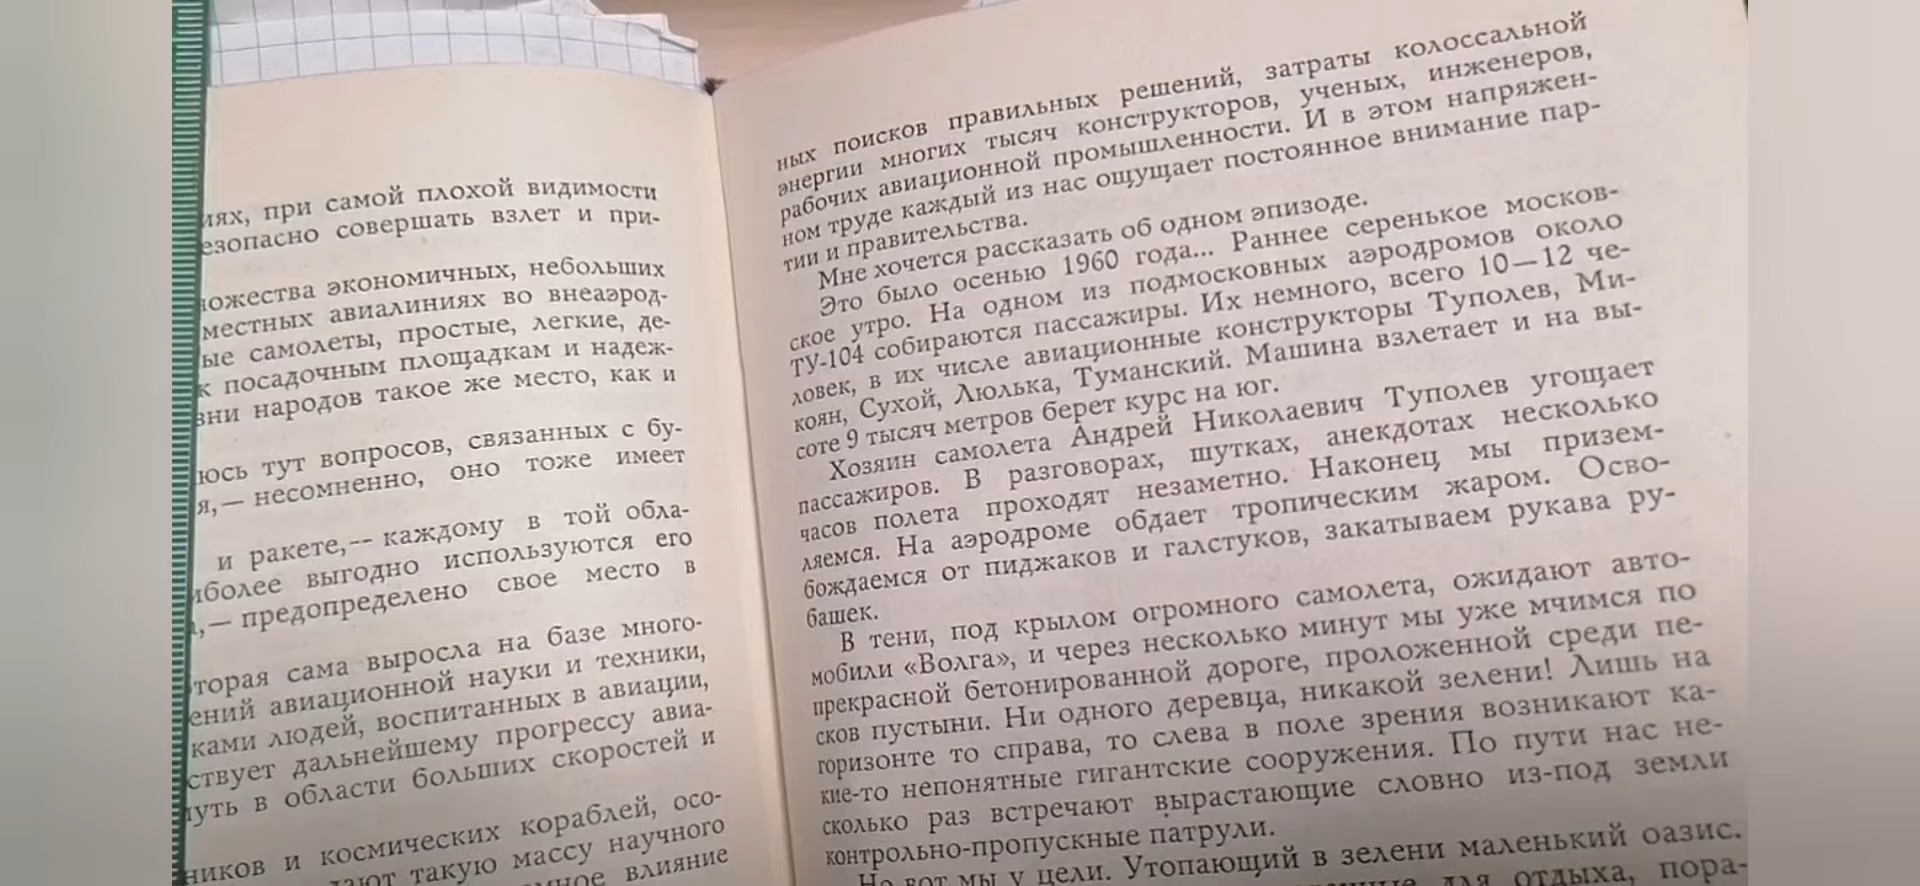 иях, при самой плохой видимости
езопасно совершать взлет и при-
ножества экономичных, небольших
местных авиалиниях во внеаэрод-
ые самолеты, простые, легкие, де-
к посадочным площадкам и надеж-
зни народов такое же место, как и
юсь тут вопросов, связанных с бу-
я,— несомненно, оно тоже имеет
и ракете,-- каждому в той обла-
иболее выгодно используются его
,— предопределено свое место в
оторая сама выросла на базе много-
ений авиационной науки и техники,
ками людей, воспитанных в авиации,
ствует дальнейшему прогрессу авиа-
путь в области больших скоростей и
ников и космических кораблей, осо-
ают такую массу научного
влияние
ных поисков правильных решений, затраты колоссальной
энергии многих тысяч конструкторов, ученых, инженеров,
рабочих авиационной промышленности. И в этом напряжен-
ном труде каждый из нас ощущает постоянное внимание пар-
тии и правительства.
Мне хочется рассказать об одном эпизоде.
Это было осенью 1960 года... Раннее серенькое москов-
ское утро. На одном из подмосковных аэродромов около
ТУ-104 собираются пассажиры. Их немного, всего 10—12 че-
ловек, в их числе авиационные конструкторы Туполев, Ми-
коян, Сухой, Люлька, Туманский. Машина взлетает и на вы-
соте 9 тысяч метров берет курс на юг.
Хозяин самолета Андрей Николаевич Туполев угощает
пассажиров. В разговорах, шутках, анекдотах несколько
часов полета проходят незаметно. Наконец мы призем-
ляемся. На аэродроме обдает тропическим жаром. Осво-
бождаемся от пиджаков и галстуков, закатываем рукава ру-
башек.
В тени, под крылом огромного самолета, ожидают авто-
мобили «Волга», и через несколько минут мы уже мчимся по
прекрасной бетонированной дороге, проложенной среди пе-
сков пустыни. Ни одного деревца, никакой зелени! Лишь на
горизонте то справа, то слева в поле зрения возникают ка-
кие-то непонятные гигантские сооружения. По пути нас не-
сколько раз встречают вырастающие словно из-под земли
контрольно-пропускные патрули.
Но вот мы у цели. Утопающий в зелени маленький оазис.
для отдыха, пора-